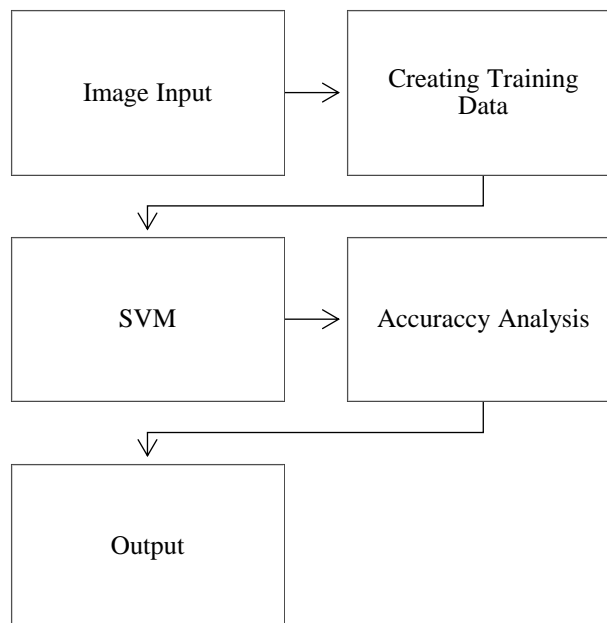 Image Input
Creating Training
Data
SVM
Accuraccy Analysis
Output